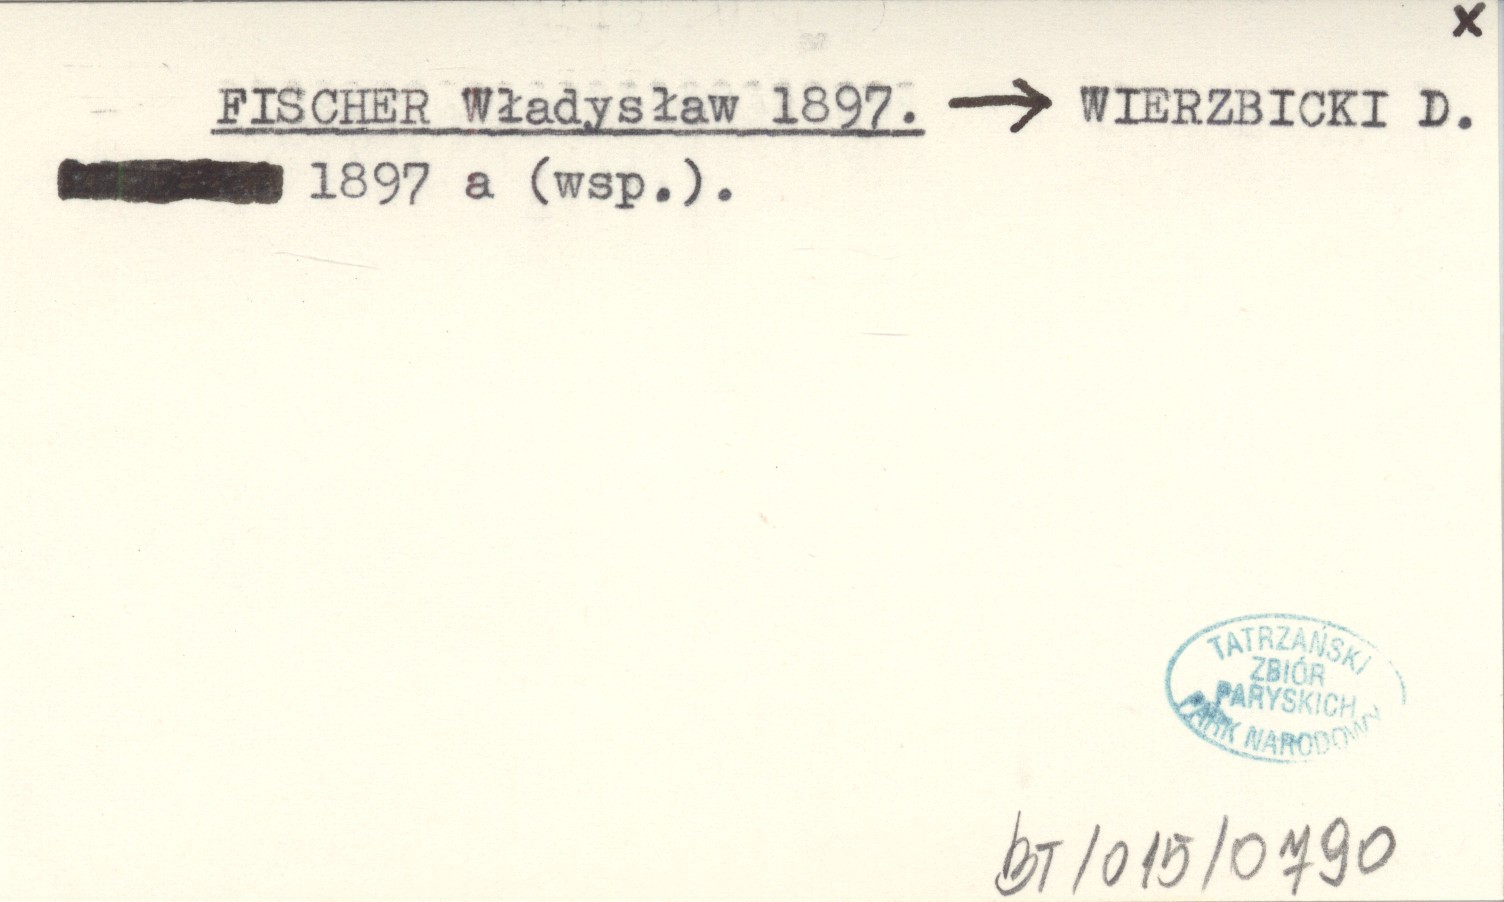 x
FISCHER Władysław 1897. → WIERZBICKI D.
1897 a (wsp.).
TATRZAŃSKI
ZBIÓR
PARYSKICH
PARK NARODOWY
BT/015/0790